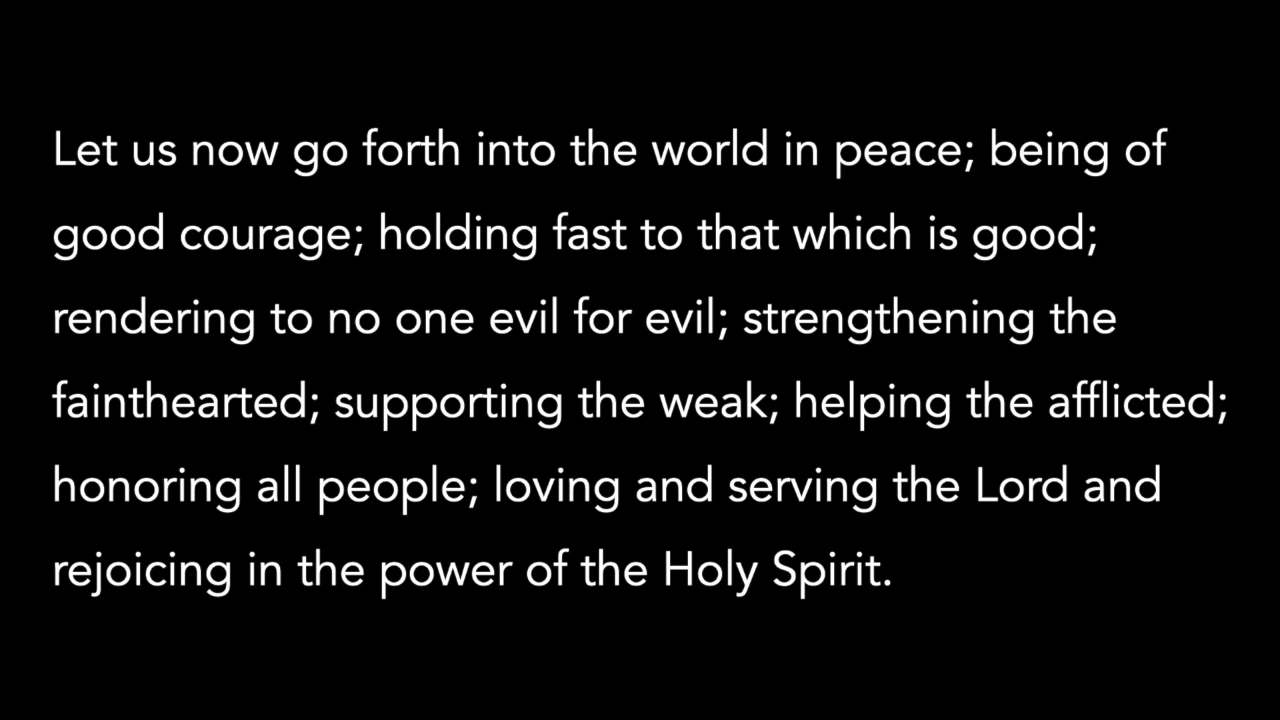 Let us now go forth into the world in peace; being of
good courage; holding fast to that which is good;
rendering to no one evil for evil; strengthening the
fainthearted; supporting the weak; helping the afflicted;
honoring all people; loving and serving the Lord and
rejoicing in the power of the Holy Spirit.